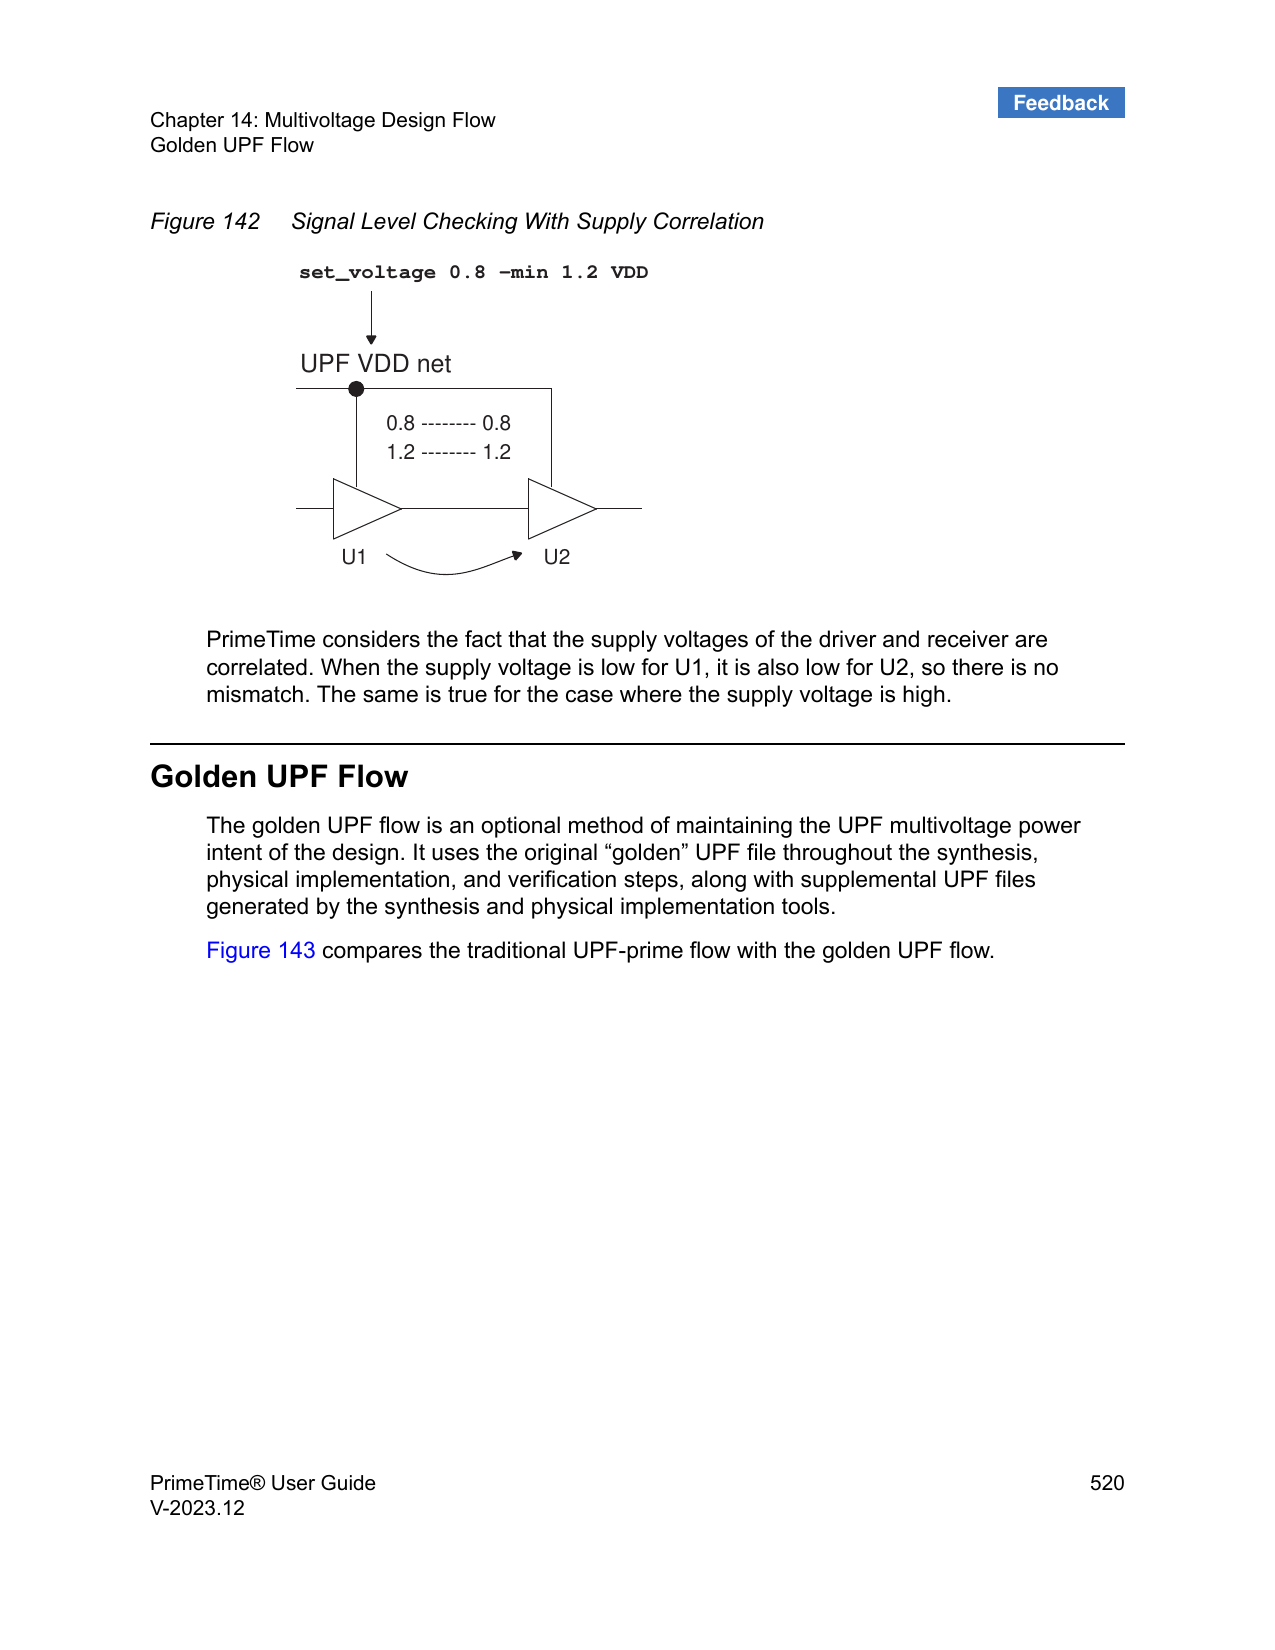 Feedback
Chapter 14: Multivoltage Design Flow
Golden UPF Flow
Figure 142 Signal Level Checking With Supply Correlation
set_voltage 0.8 –min 1.2 VDD
UPF VDD net
0.8 -------- 0.8
1.2 -------- 1.2
U1 U2
PrimeTime considers the fact that the supply voltages of the driver and receiver are
correlated. When the supply voltage is low for U1, it is also low for U2, so there is no
mismatch. The same is true for the case where the supply voltage is high.
Golden UPF Flow
The golden UPF flow is an optional method of maintaining the UPF multivoltage power
intent of the design. It uses the original “golden” UPF file throughout the synthesis,
physical implementation, and verification steps, along with supplemental UPF files
generated by the synthesis and physical implementation tools.
Figure 143 compares the traditional UPF-prime flow with the golden UPF flow.
PrimeTime® User Guide 520
V-2023.12